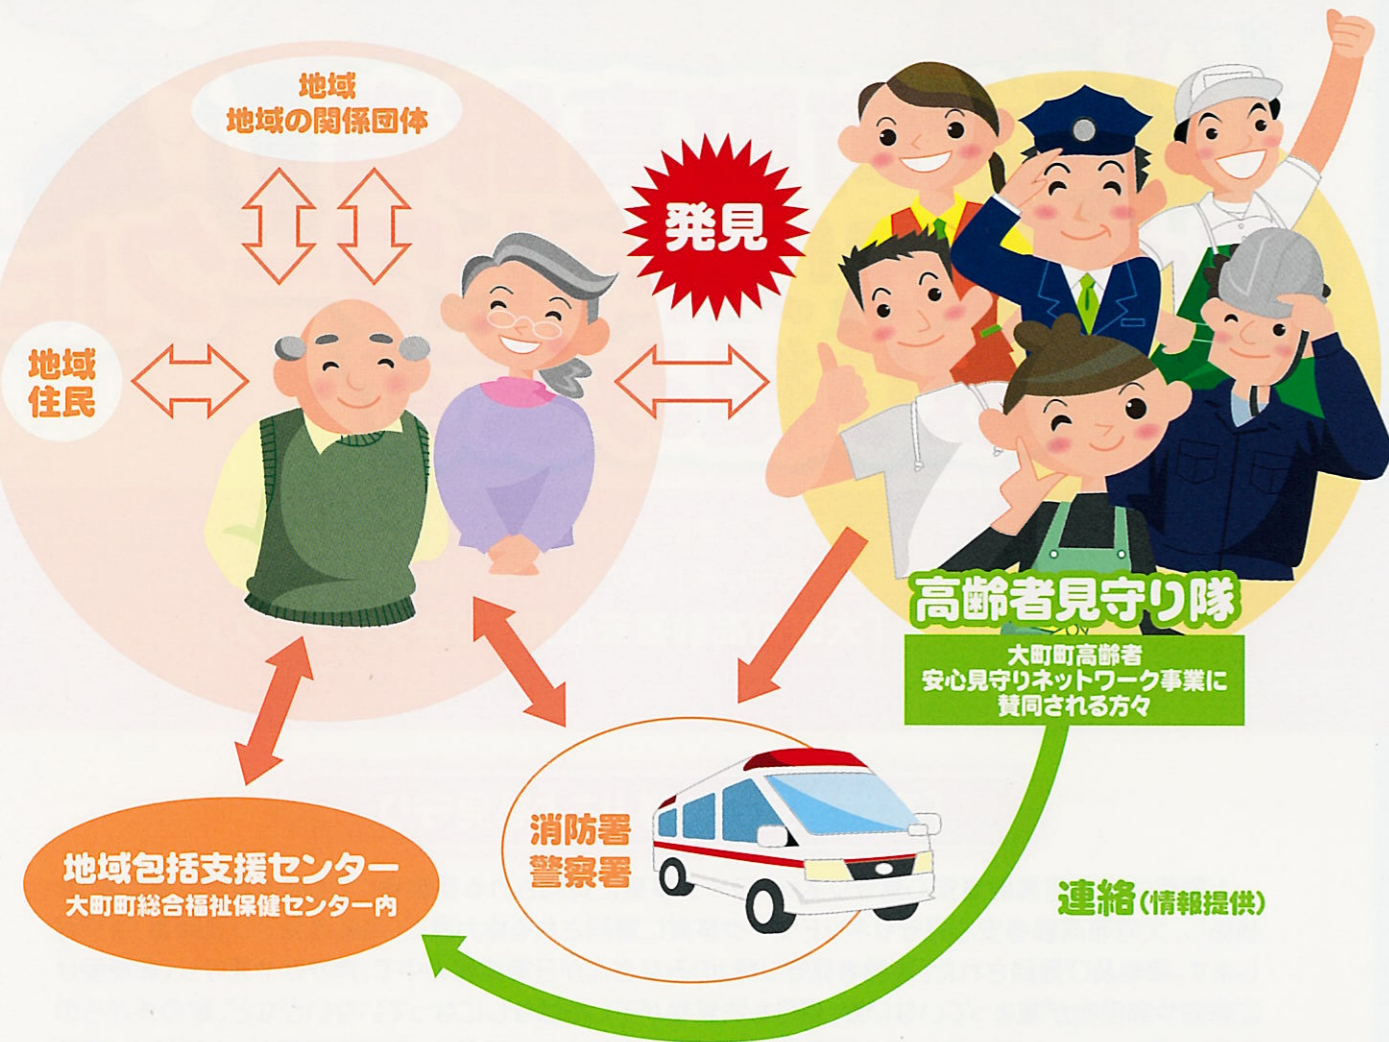 地域
地域の関係団体
発見
地域
住民
高齢者見守り隊
大町町高齢者
安心見守りネットワーク事業に
賛同される方々
消防署
警察署
地域包括支援センター
大町町総合福祉保健センター内
連絡(情報提供)